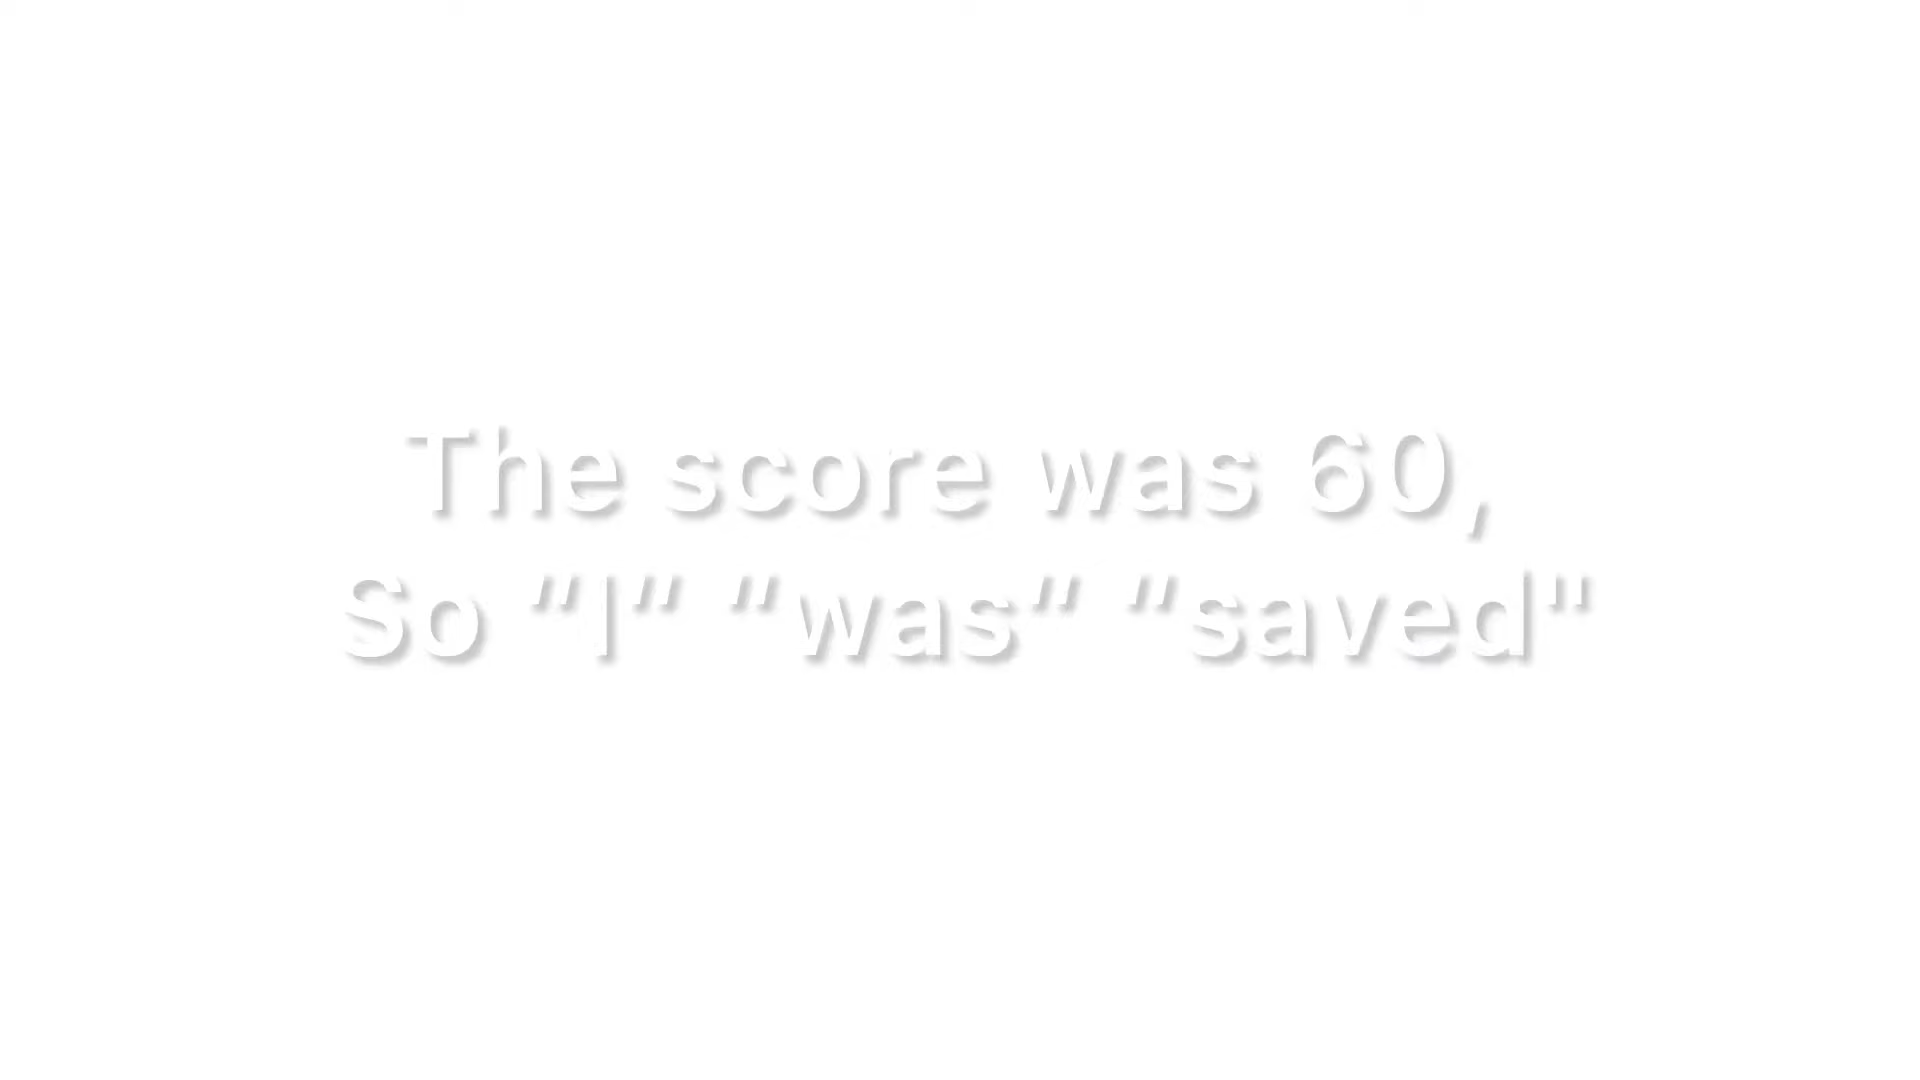 The score was 60,
So "I" "was" "saved"